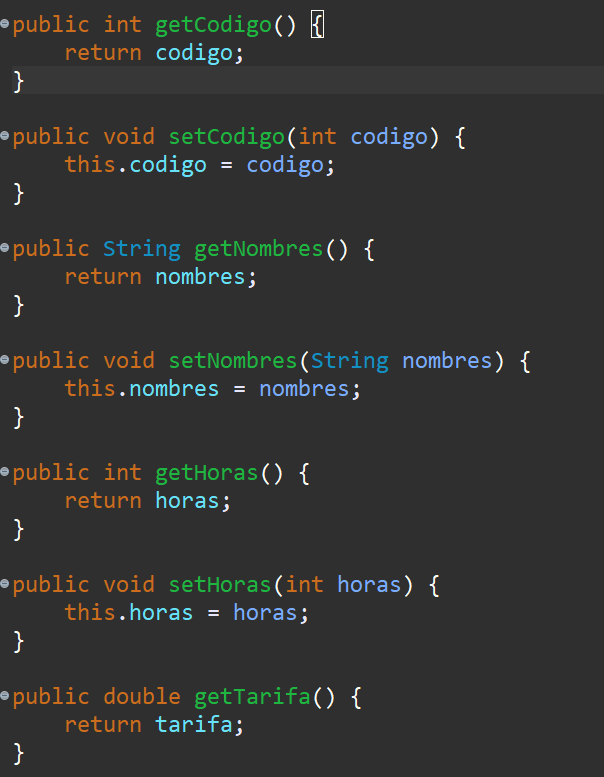 public int getCodigo() {
    return codigo;
}

public void setCodigo(int codigo) {
    this.codigo = codigo;
}

public String getNombres() {
    return nombres;
}

public void setNombres(String nombres) {
    this.nombres = nombres;
}

public int getHoras() {
    return horas;
}

public void setHoras(int horas) {
    this.horas = horas;
}

public double getTarifa() {
    return tarifa;
}